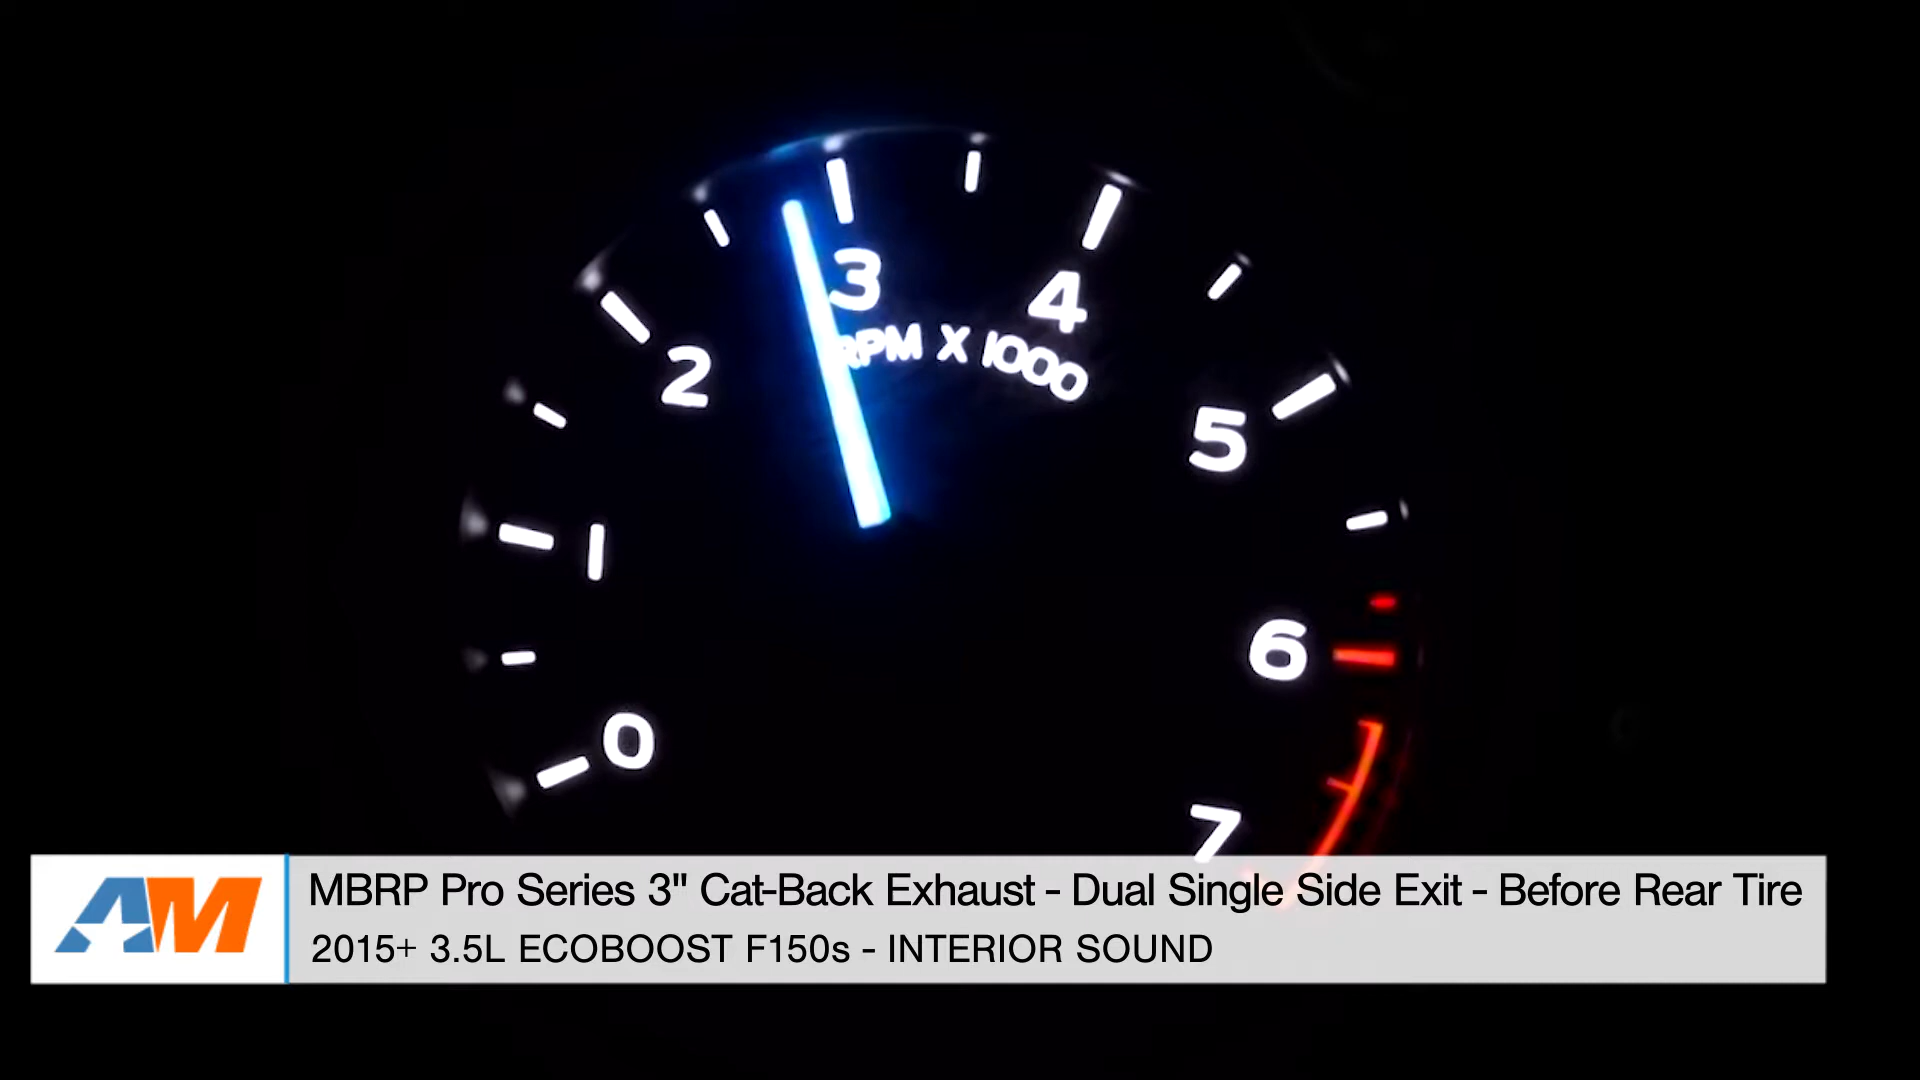 3
4
RPM X 1000
2
5
1
6
0
7
AM
MBRP Pro Series 3" Cat-Back Exhaust - Dual Single Side Exit - Before Rear Tire
2015+ 3.5L ECOBOOST F150s - INTERIOR SOUND